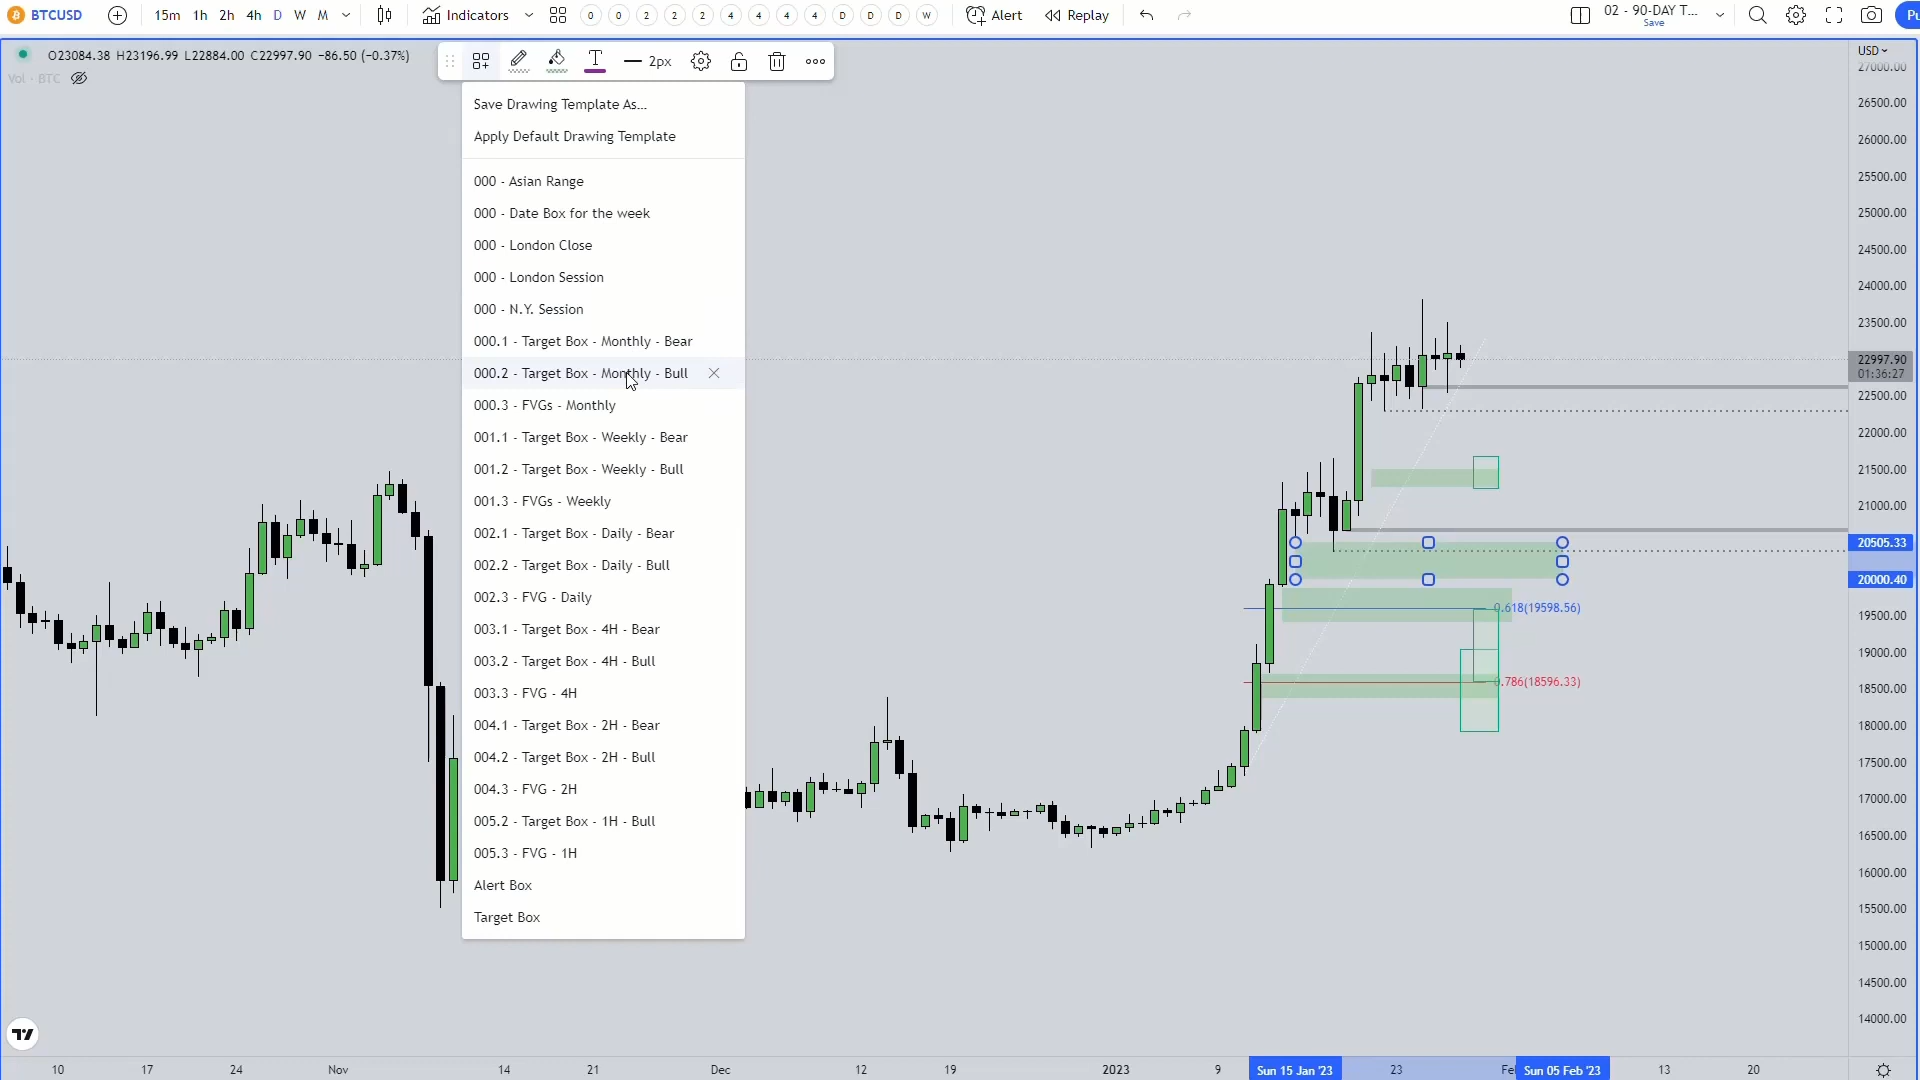 BTCUSD 15m 1h 2h 4h D W M Indicators 0 0 2 2 2 4 4 4 4 D D D W Alert Replay 02 - 90-DAY T... Save Pu
O23084.38 H23196.99 L22884.00 C22997.90 −86.50 (−0.37%)
Vol · BTC
2px
Save Drawing Template As...
Apply Default Drawing Template
000 - Asian Range
000 - Date Box for the week
000 - London Close
000 - London Session
000 - N.Y. Session
000.1 - Target Box - Monthly - Bear
000.2 - Target Box - Monthly - Bull
000.3 - FVGs - Monthly
001.1 - Target Box - Weekly - Bear
001.2 - Target Box - Weekly - Bull
001.3 - FVGs - Weekly
002.1 - Target Box - Daily - Bear
002.2 - Target Box - Daily - Bull
002.3 - FVG - Daily
003.1 - Target Box - 4H - Bear
003.2 - Target Box - 4H - Bull
003.3 - FVG - 4H
004.1 - Target Box - 2H - Bear
004.2 - Target Box - 2H - Bull
004.3 - FVG - 2H
005.2 - Target Box - 1H - Bull
005.3 - FVG - 1H
Alert Box
Target Box
0.618(19598.56)
0.786(18596.33)
USD
27000.00
26500.00
26000.00
25500.00
25000.00
24500.00
24000.00
23500.00
22997.90
01:36:27
22500.00
22000.00
21500.00
21000.00
20505.33
20000.40
19500.00
19000.00
18500.00
18000.00
17500.00
17000.00
16500.00
16000.00
15500.00
15000.00
14500.00
14000.00
10 17 24 Nov 14 21 Dec 12 19 2023 9 Sun 15 Jan '23 23 Fe Sun 05 Feb '23 13 20